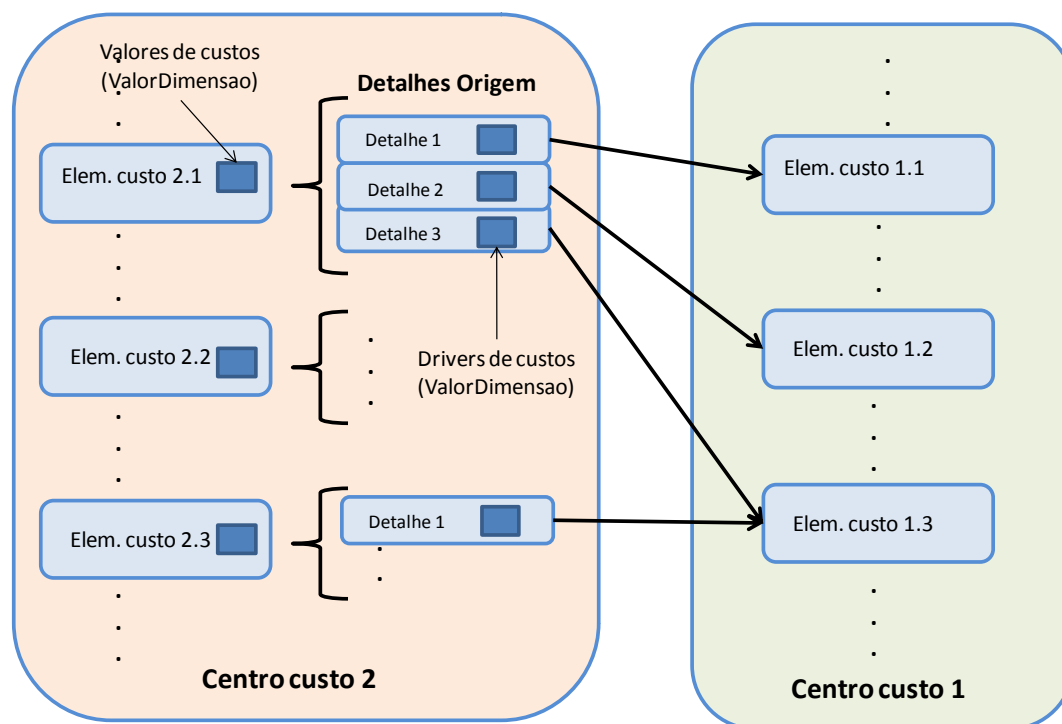 Valores de custos
(ValorDimensao)
Detalhes Origem
Elem. custo 2.1
Detalhe 1
Detalhe 2
Detalhe 3
Elem. custo 2.2
Drivers de custos
(ValorDimensao)
Elem. custo 2.3
Detalhe 1
Centro custo 2
Elem. custo 1.1
Elem. custo 1.2
Elem. custo 1.3
Centro custo 1